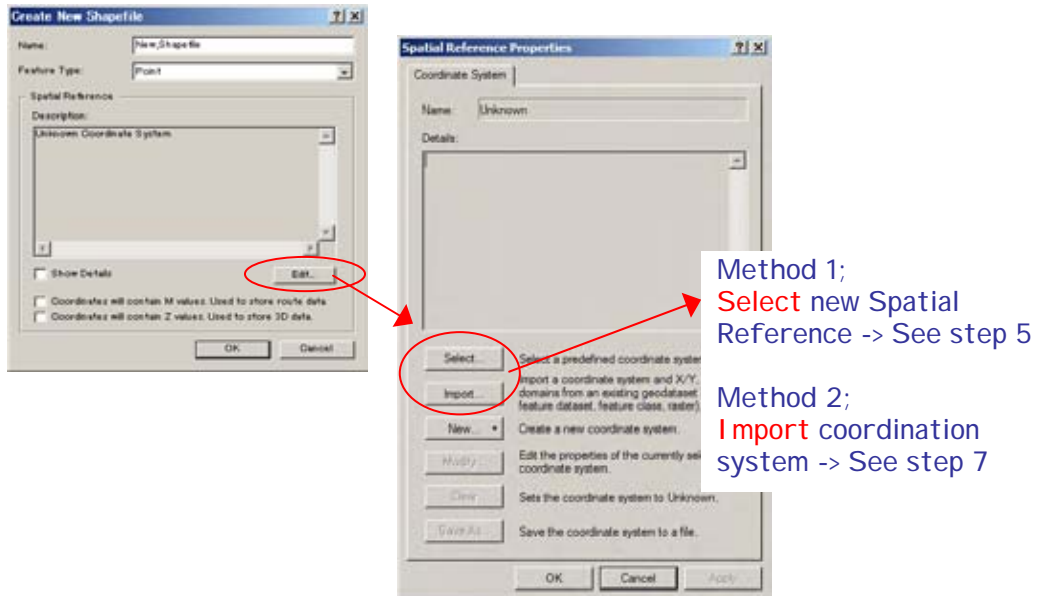 Create New Shapefile
Name: New_Shapefile
Feature Type: Point
Spatial Reference
Description:
Unknown Coordinate System
Show Details
Edit...
Coordinates will contain M values. Used to store route data.
Coordinates will contain Z values. Used to store 3D data.
OK Cancel
Spatial Reference Properties
Coordinate System
Name: Unknown
Details:
Select... Select a predefined coordinate system
Import... Import a coordinate system and X/Y,
domains from an existing geodataset
feature dataset, feature class, raster).
New... Create a new coordinate system.
Modify... Edit the properties of the currently sel
coordinate system.
Clear Sets the coordinate system to Unknown.
Save As... Save the coordinate system to a file.
OK Cancel Apply
Method 1;
Select new Spatial
Reference -> See step 5
Method 2;
Import coordination
system -> See step 7